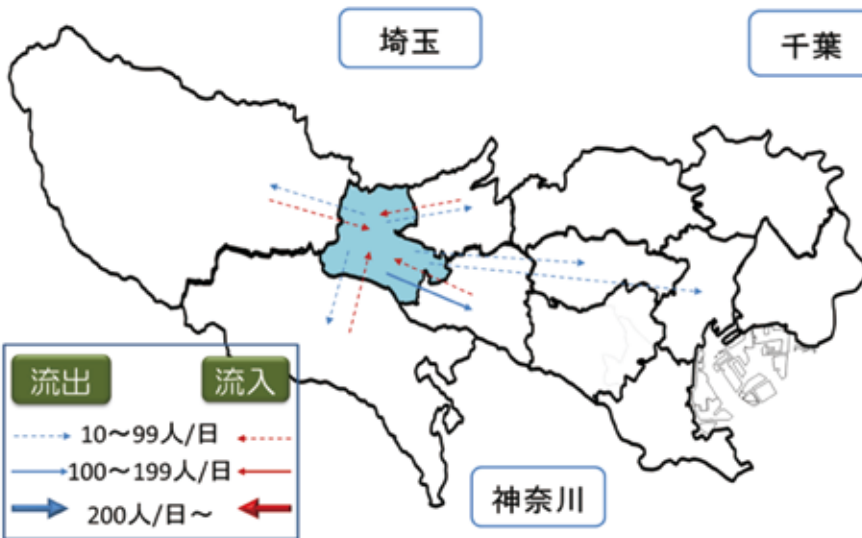 埼玉
千葉
流出
流入
10～99人/日
100～199人/日
200人/日～
神奈川